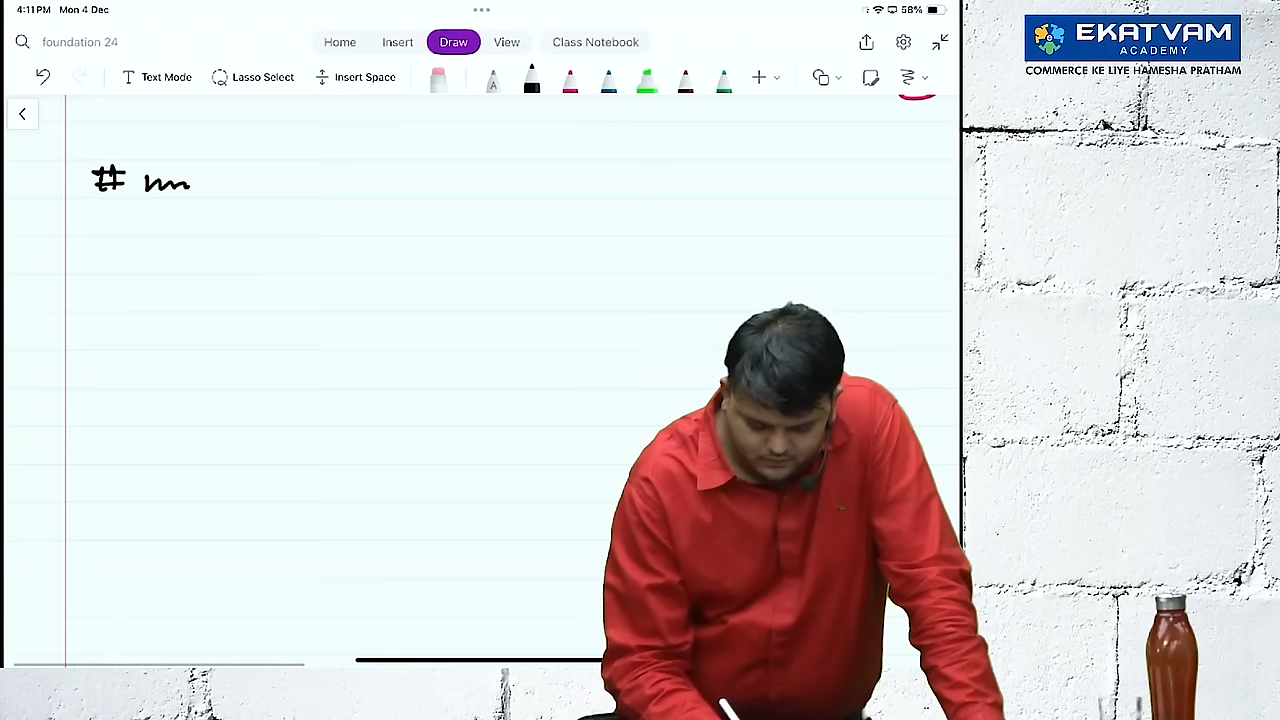 4:11 PM Mon 4 Dec
58%
foundation 24
Home Insert Draw View Class Notebook
Text Mode Lasso Select Insert Space
A
#
EKATVAM
ACADEMY
COMMERCE KE LIYE HAMESHA PRATHAM